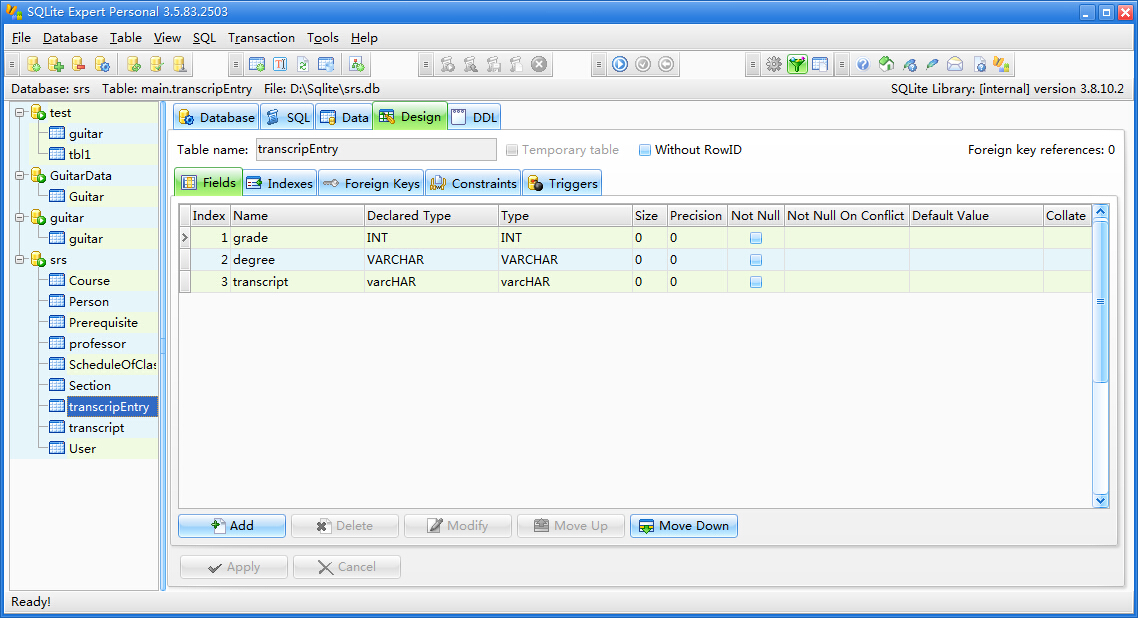 SQLite Expert Personal 3.5.83.2503
File Database Table View SQL Transaction Tools Help
Database: srs Table: main.transcripEntry File: D:\Sqlite\srs.db SQLite Library: [internal] version 3.8.10.2
test
guitar
tbl1
GuitarData
Guitar
guitar
guitar
srs
Course
Person
Prerequisite
professor
ScheduleOfClas
Section
transcripEntry
transcript
User
Database SQL Data Design DDL
Table name: transcripEntry Temporary table Without RowID Foreign key references: 0
Fields Indexes Foreign Keys Constraints Triggers
Index Name Declared Type Type Size Precision Not Null Not Null On Conflict Default Value Collate
1 grade INT INT 0 0
2 degree VARCHAR VARCHAR 0 0
3 transcript varcHAR varcHAR 0 0
Add Delete Modify Move Up Move Down
Apply Cancel
Ready!